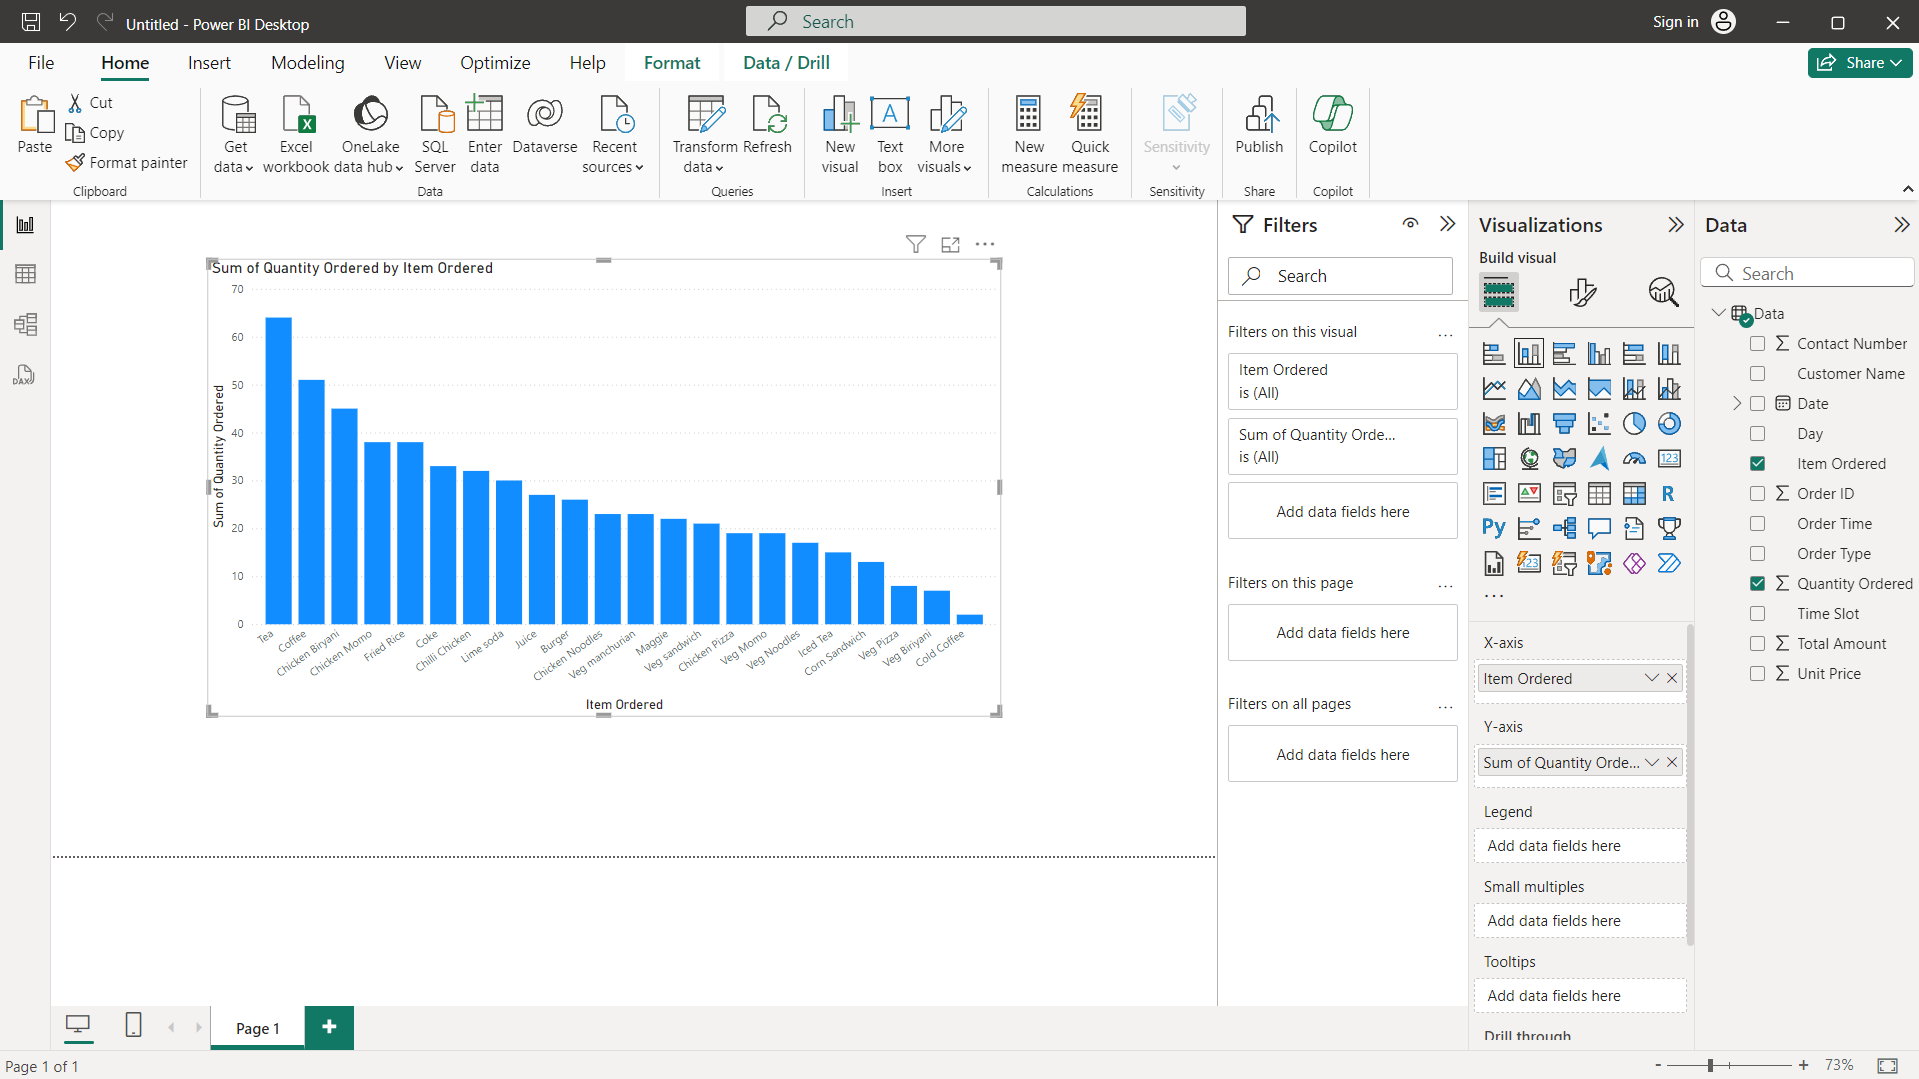 Untitled - Power BI Desktop
Search
Sign in
File
Home
Insert
Modeling
View
Optimize
Help
Format
Data / Drill
Share
Paste
Cut
Copy
Format painter
Clipboard
Get data
Excel workbook
OneLake data hub
SQL Server
Enter data
Dataverse
Recent sources
Data
Transform data
Refresh
Queries
New visual
Text box
More visuals
Insert
New measure
Quick measure
Calculations
Sensitivity
Sensitivity
Publish
Share
Copilot
Copilot
Sum of Quantity Ordered by Item Ordered
Sum of Quantity Ordered
70
60
50
40
30
20
10
0
Tea
Coffee
Chicken Biryani
Chicken Momo
Fried Rice
Coke
Chilli Chicken
Lime soda
Juice
Burger
Chicken Noodles
Veg manchurian
Maggie
Veg sandwich
Chicken Pizza
Veg Momo
Veg Noodles
Iced Tea
Corn Sandwich
Veg Pizza
Veg Biriyani
Cold Coffee
Item Ordered
Filters
Search
Filters on this visual
Item Ordered
is (All)
Sum of Quantity Orde...
is (All)
Add data fields here
Filters on this page
Add data fields here
Filters on all pages
Add data fields here
Visualizations
Build visual
123
R
Py
123
X-axis
Item Ordered
Y-axis
Sum of Quantity Orde...
Legend
Add data fields here
Small multiples
Add data fields here
Tooltips
Add data fields here
Drill through
Data
Search
Data
Contact Number
Customer Name
Date
Day
Item Ordered
Order ID
Order Time
Order Type
Quantity Ordered
Time Slot
Total Amount
Unit Price
DAX
Page 1
Page 1 of 1
73%